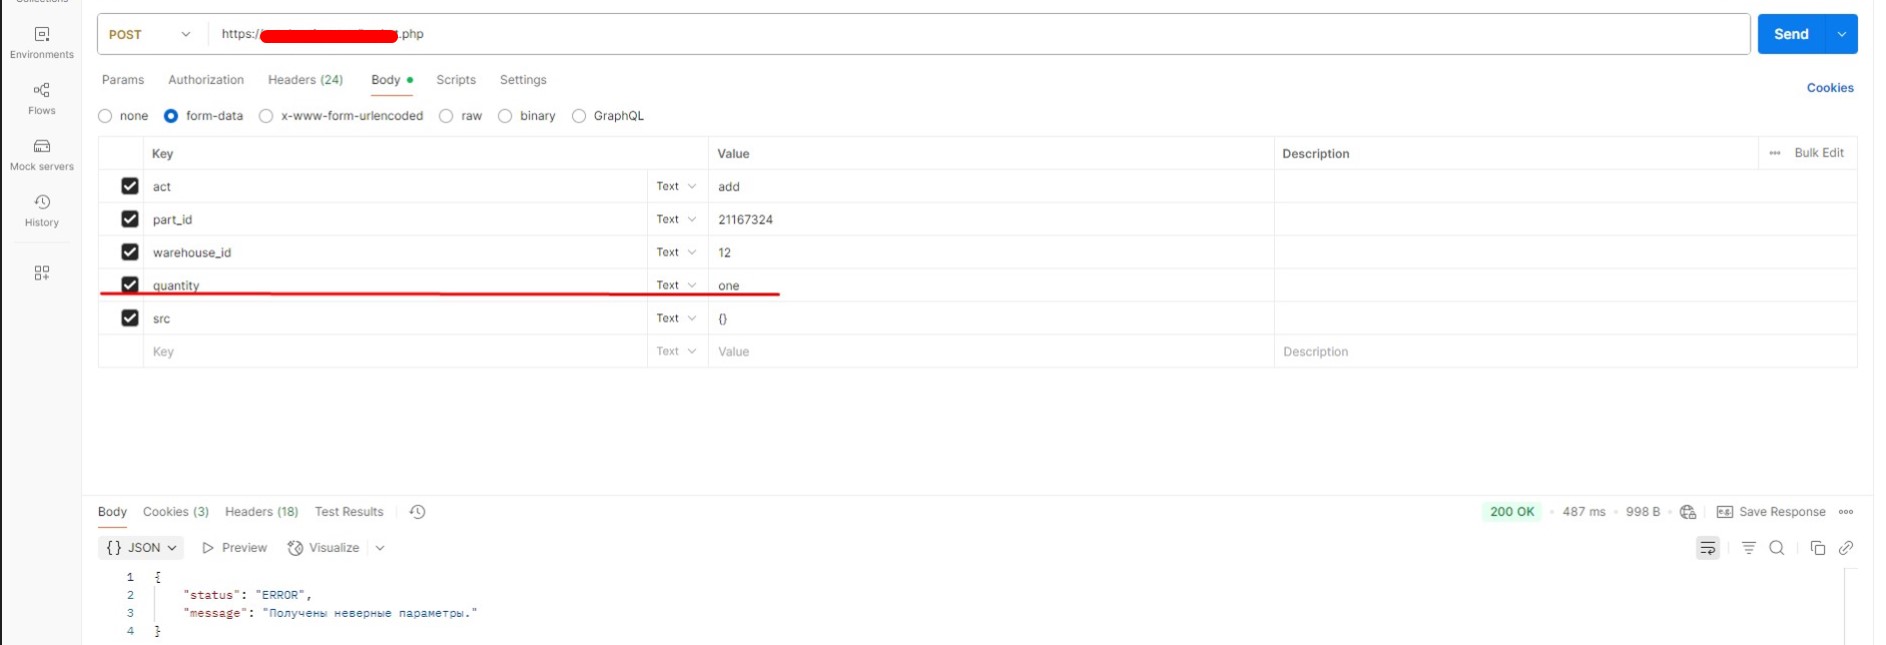 Collections
POST https:/ .php Send
Environments
Params Authorization Headers (24) Body Scripts Settings
Cookies
Flows
none form-data x-www-form-urlencoded raw binary GraphQL
Key Value Description ••• Bulk Edit
Mock servers
act Text add
part_id Text 21167324
History
warehouse_id Text 12
quantity Text one
src Text {}
Key Text Value Description
Body Cookies (3) Headers (18) Test Results 200 OK • 487 ms • 998 B e.g. Save Response
{} JSON Preview Visualize
1 {
2 "status": "ERROR",
3 "message": "Получены неверные параметры."
4 }